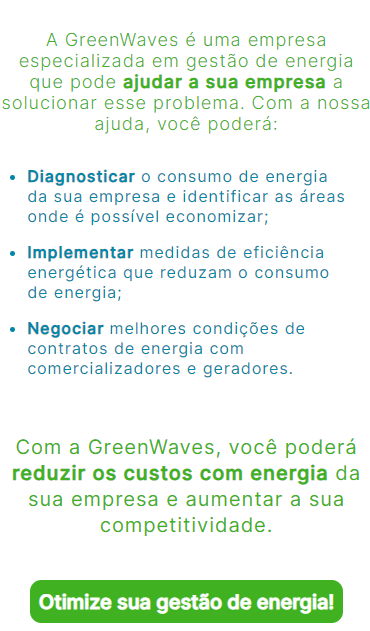 A GreenWaves é uma empresa
especializada em gestão de energia
que pode ajudar a sua empresa a
solucionar esse problema. Com a nossa
ajuda, você poderá:
• Diagnosticar o consumo de energia
da sua empresa e identificar as áreas
onde é possível economizar;
• Implementar medidas de eficiência
energética que reduzam o consumo
de energia;
• Negociar melhores condições de
contratos de energia com
comercializadores e geradores.
Com a GreenWaves, você poderá
reduzir os custos com energia da
sua empresa e aumentar a sua
competitividade.
Otimize sua gestão de energia!